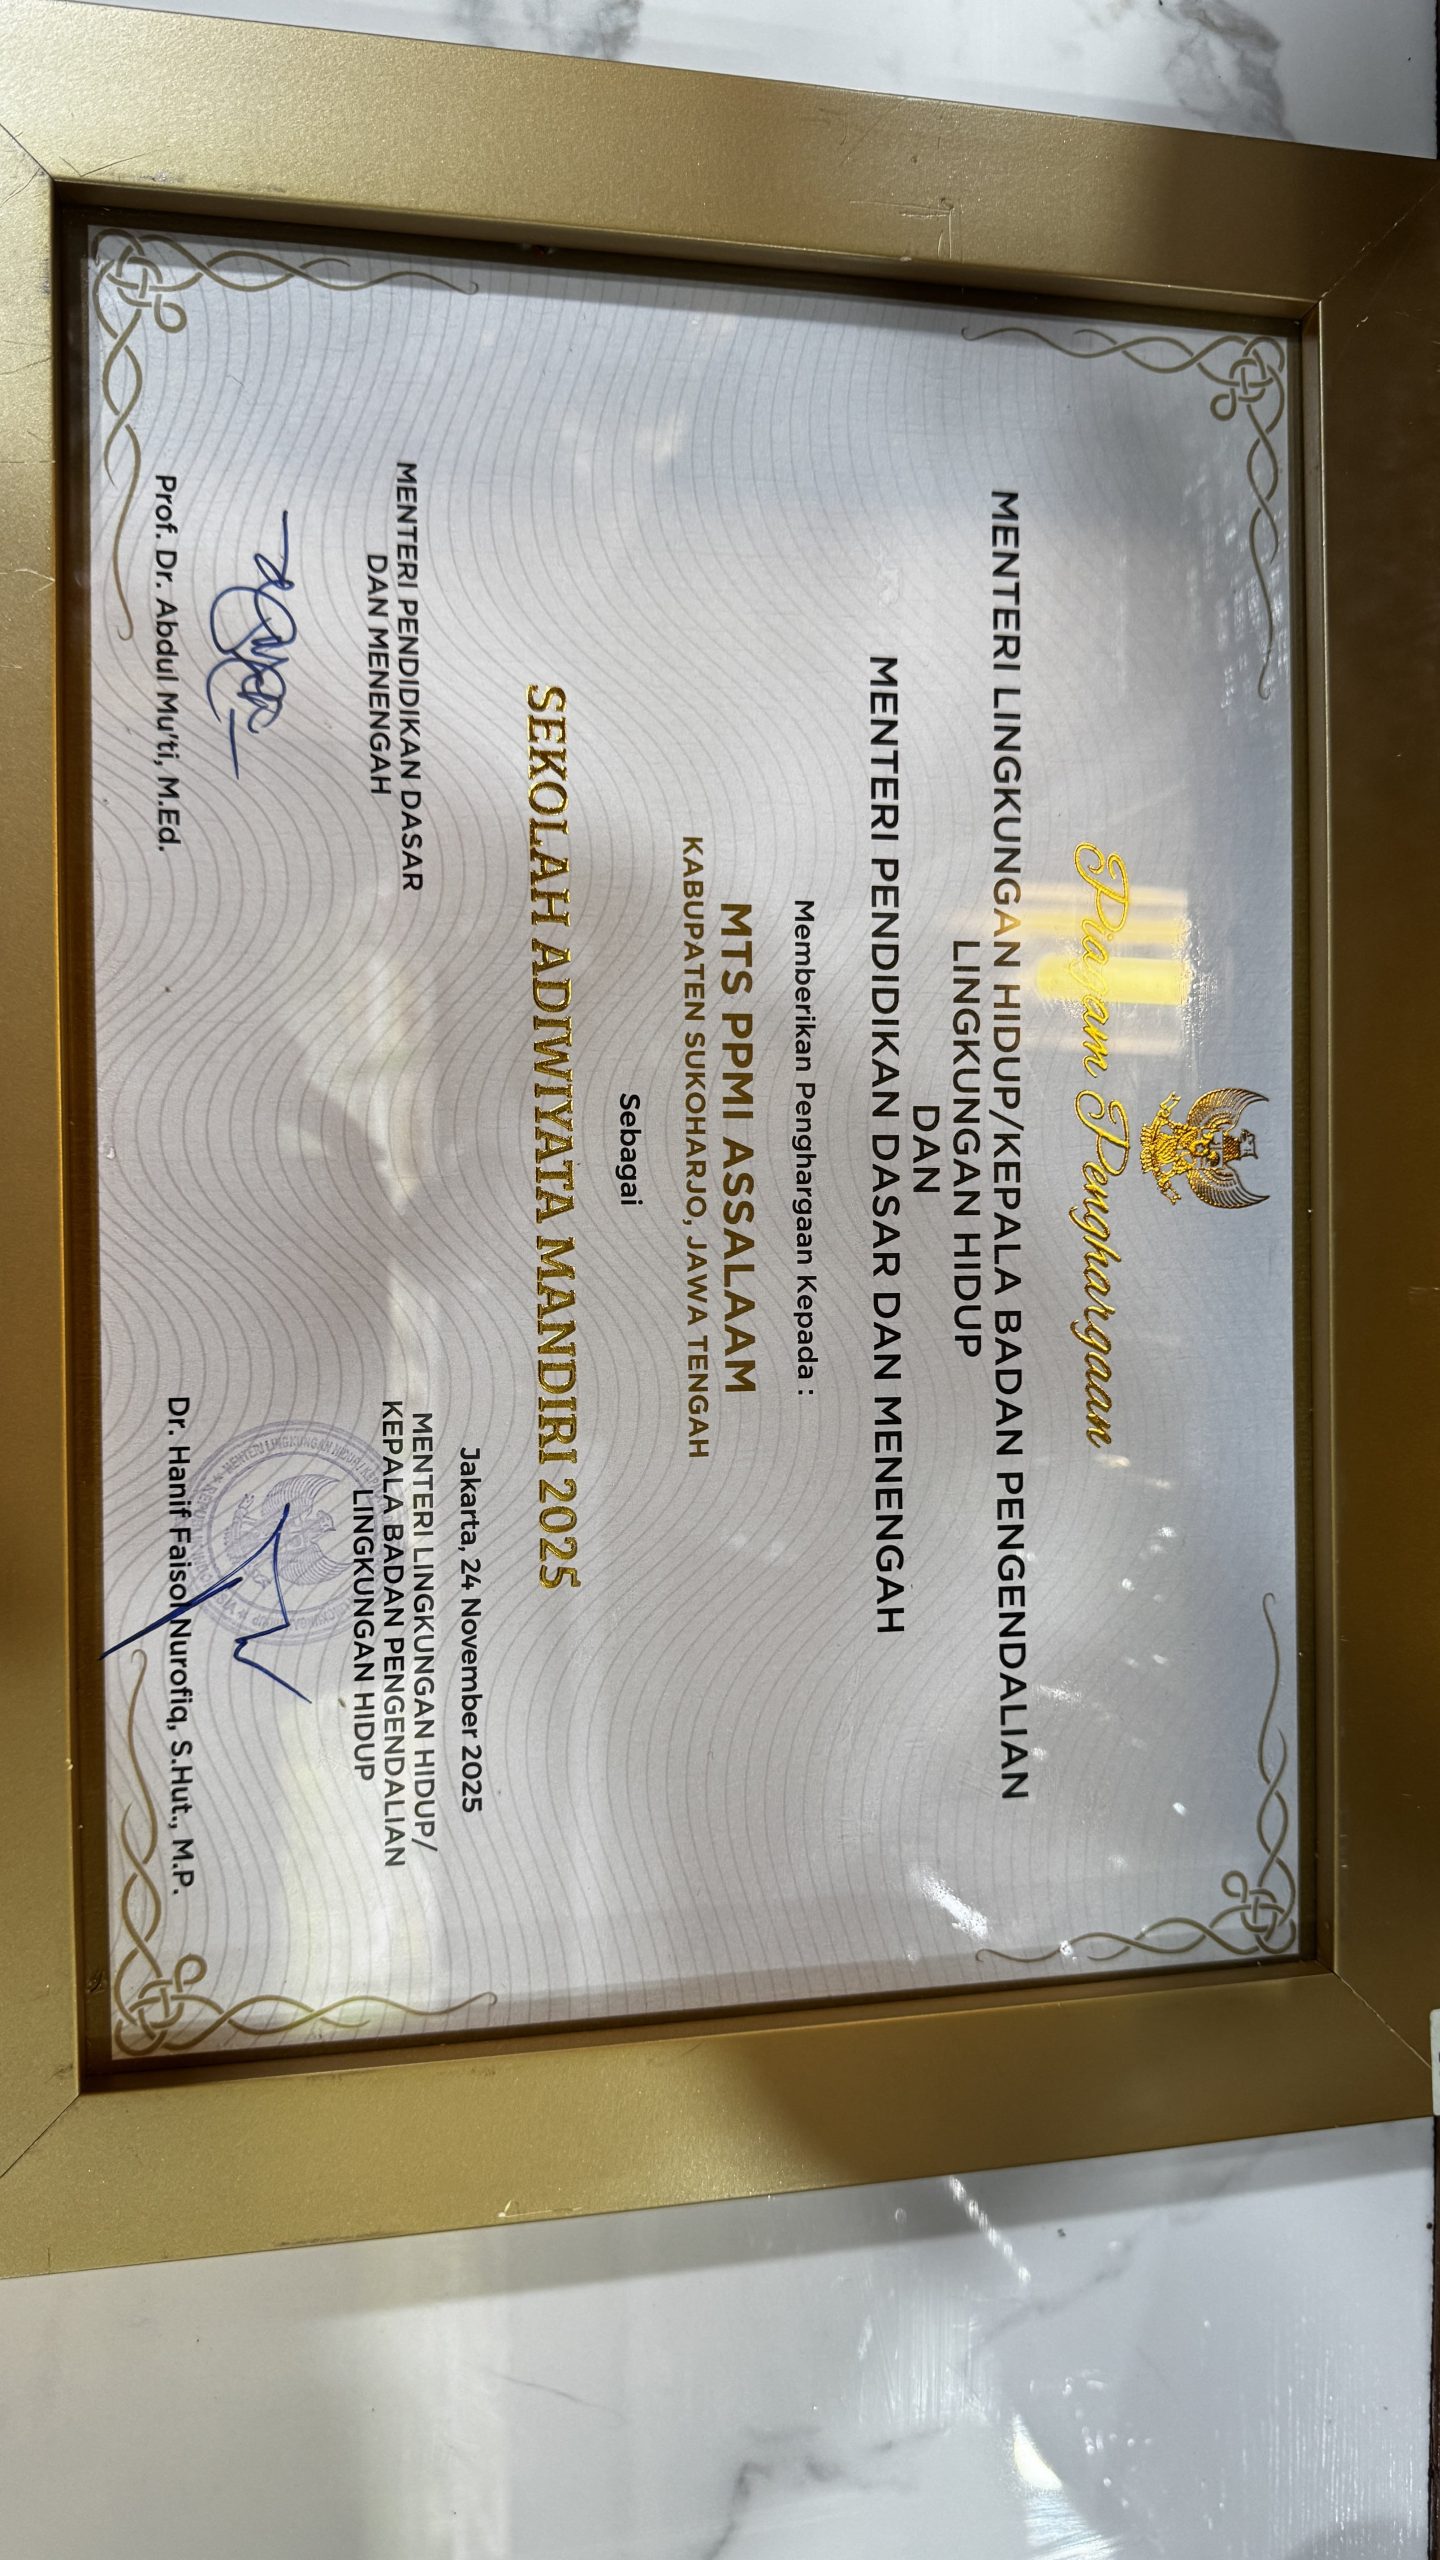 Piagam Penghargaan
MENTERI LINGKUNGAN HIDUP/KEPALA BADAN PENGENDALIAN
LINGKUNGAN HIDUP
DAN
MENTERI PENDIDIKAN DASAR DAN MENENGAH
Memberikan Penghargaan Kepada :
MTS PPMI ASSALAAM
KABUPATEN SUKOHARJO, JAWA TENGAH
Sebagai
SEKOLAH ADIWIYATA MANDIRI 2025
MENTERI PENDIDIKAN DASAR
DAN MENENGAH
Prof. Dr. Abdul Mu'ti, M.Ed.
Jakarta, 24 November 2025
MENTERI LINGKUNGAN HIDUP/
KEPALA BADAN PENGENDALIAN
LINGKUNGAN HIDUP
Dr. Hanif Faisol Nurofiq, S.Hut., M.P.